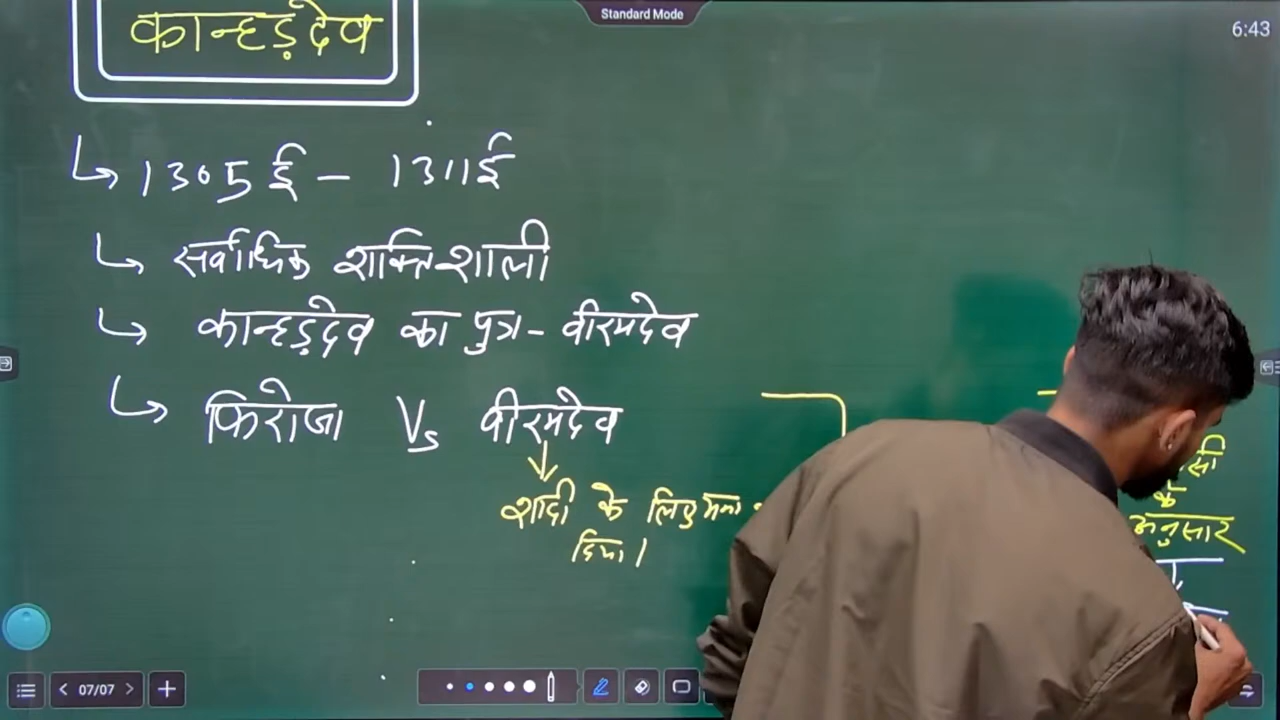 Standard Mode
6:43
कान्हड़देव
1305 ई - 1311 ई
सर्वाधिक शक्तिशाली
कान्हड़देव का पुत्र - वीरमदेव
फिरोजा Vs वीरमदेव
शादी के लिए मना
दिया।
के
अनुसार
07/07